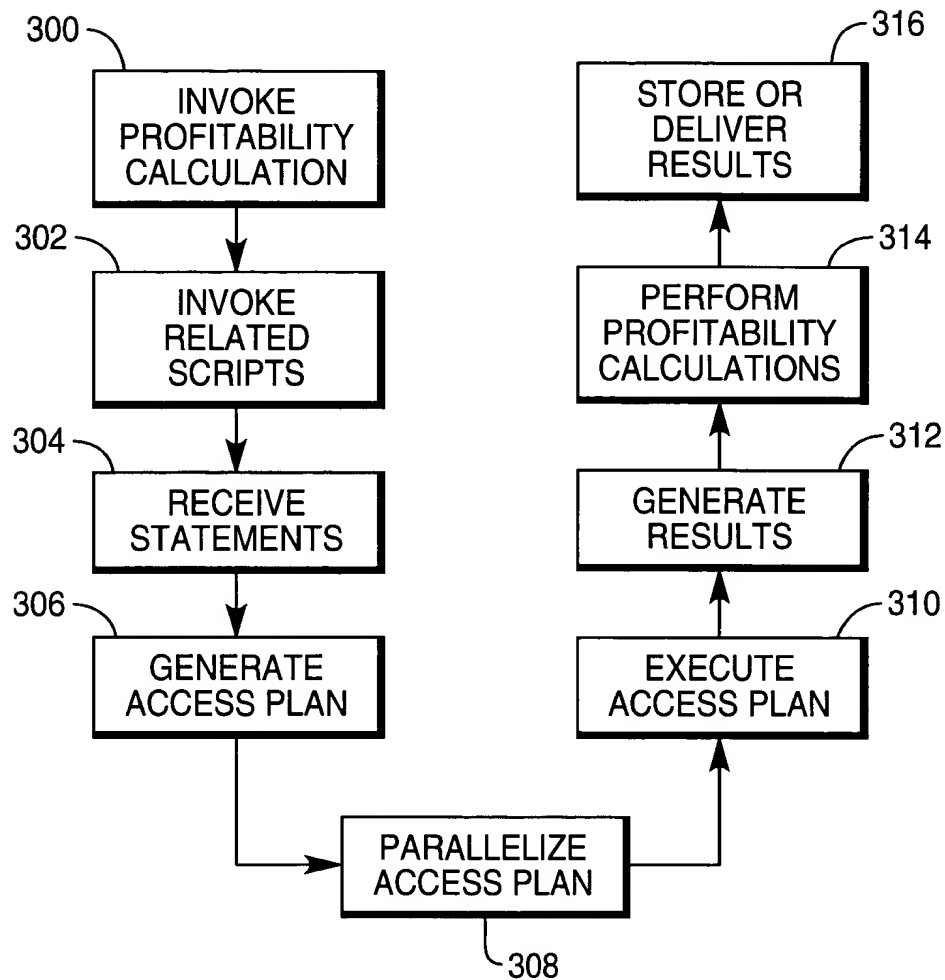 300
INVOKE
PROFITABILITY
CALCULATION
302
INVOKE
RELATED
SCRIPTS
304
RECEIVE
STATEMENTS
306
GENERATE
ACCESS PLAN
PARALLELIZE
ACCESS PLAN
308
310
EXECUTE
ACCESS PLAN
312
GENERATE
RESULTS
314
PERFORM
PROFITABILITY
CALCULATIONS
316
STORE OR
DELIVER
RESULTS